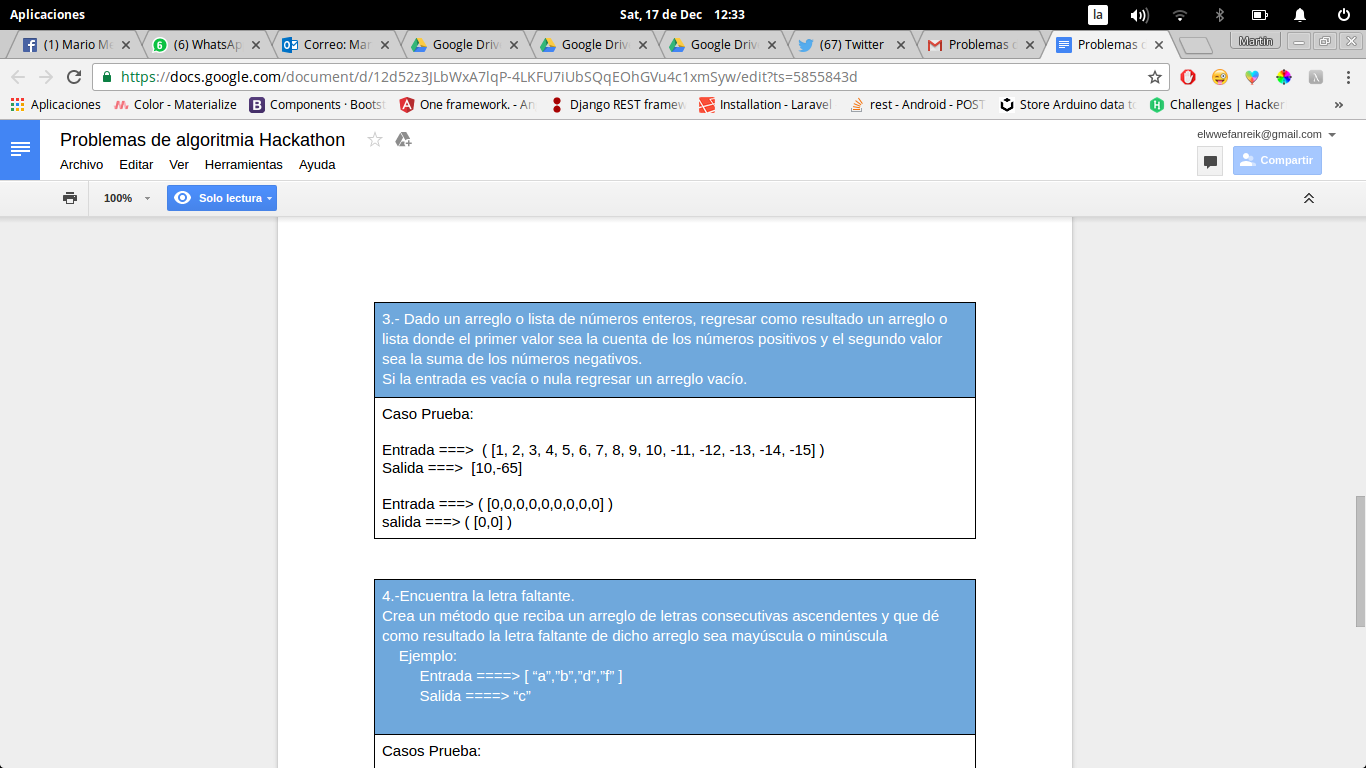 Aplicaciones Sat, 17 de Dec 12:33 la
(1) Mario M (6) WhatsAp Correo: Mar Google Driv Google Driv Google Driv (67) Twitter Problemas d Problemas d Martin
https://docs.google.com/document/d/12d52z3JLbWxA7lqP-4LKFU7iUbSQqEOhGVu4c1xmSyw/edit?ts=5855843d
Aplicaciones Color - Materialize Components · Bootst One framework. - An Django REST framew Installation - Laravel rest - Android - POST Store Arduino data to Challenges | Hacker »
Problemas de algoritmia Hackathon
elwwefanreik@gmail.com
Archivo Editar Ver Herramientas Ayuda
Compartir
100% Solo lectura
3.- Dado un arreglo o lista de números enteros, regresar como resultado un arreglo o
lista donde el primer valor sea la cuenta de los números positivos y el segundo valor
sea la suma de los números negativos.
Si la entrada es vacía o nula regresar un arreglo vacío.
Caso Prueba:
Entrada ===> ( [1, 2, 3, 4, 5, 6, 7, 8, 9, 10, -11, -12, -13, -14, -15] )
Salida ===> [10,-65]
Entrada ===> ( [0,0,0,0,0,0,0,0,0] )
salida ===> ( [0,0] )
4.-Encuentra la letra faltante.
Crea un método que reciba un arreglo de letras consecutivas ascendentes y que dé
como resultado la letra faltante de dicho arreglo sea mayúscula o minúscula
Ejemplo:
Entrada ====> [ “a”,”b”,”d”,”f” ]
Salida ====> “c”
Casos Prueba: